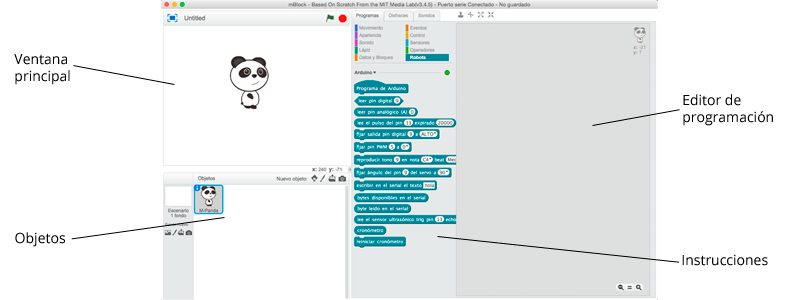 mBlock - Based On Scratch From the MIT Media Lab(v3.4.5) - Puerto serie Conectado - No guardado
Untitled
Programas
Disfraces
Sonidos
Movimiento
Eventos
Apariencia
Control
Sonido
Sensores
Lápiz
Operadores
Datos y Bloques
Robots
Arduino
Programa de Arduino
leer pin digital 9
leer pin analógico (A) 0
lee el pulso del pin 13 expirado 20000
fijar salida pin digital 9 a ALTO
fijar pin PWM 5 a 0
reproducir tono 9 en nota C4 beat
fijar ángulo del pin 9 del servo a 90
escribir en el serial el texto hola
bytes disponibles en el serial
byte leído en el serial
lee el sensor ultrasónico trig pin 13 echo
cronómetro
reiniciar cronómetro
x: -21
y: 7
x: 240 y: -71
Objetos
Nuevo objeto:
Escenario
1 fondo
M-Panda
Ventana
principal
Objetos
Editor de
programación
Instrucciones